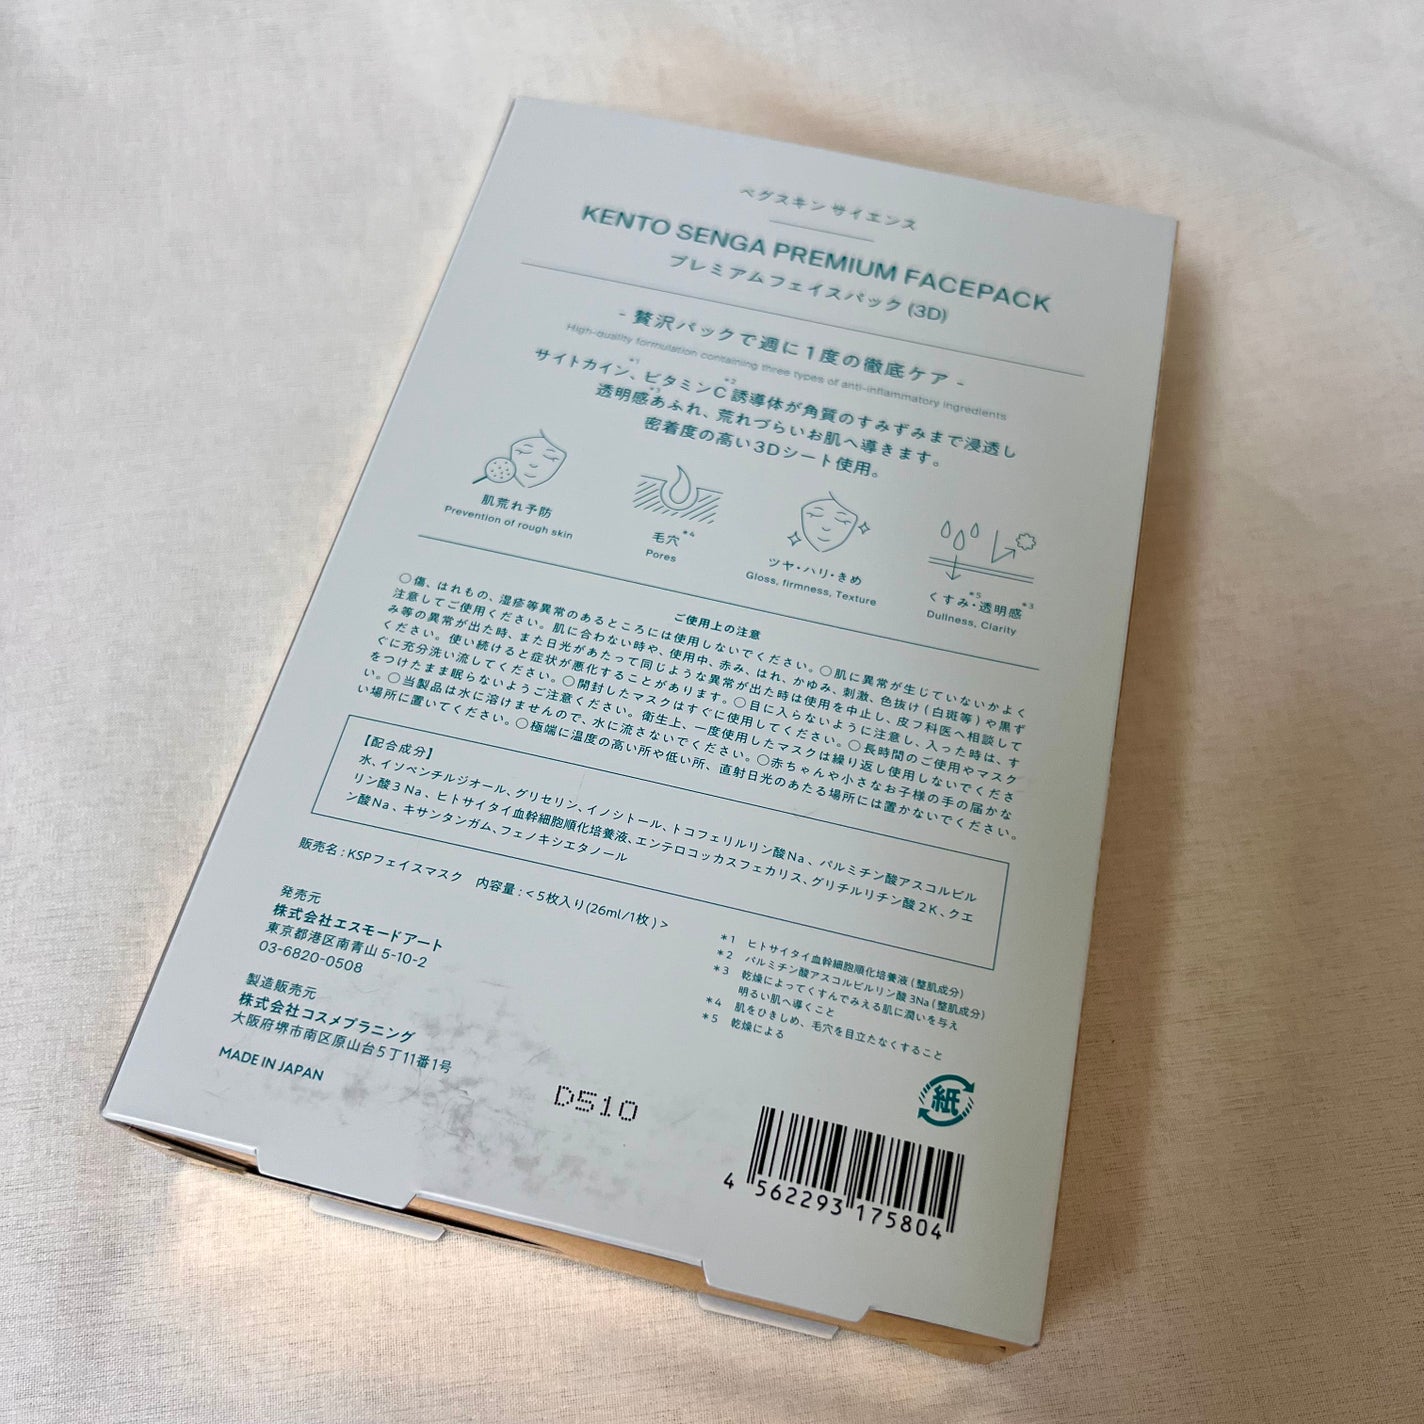 ペグスキン サイエンス
KENTO SENGA PREMIUM FACEPACK
プレミアムフェイスパック (3D)
- 贅沢パックで週に1度の徹底ケア -
High-quality formulation containing three types of anti-inflammatory ingredients
サイトカイン、*1 ビタミンC*2 誘導体が角質のすみずみまで浸透し
透明感*3あふれ、荒れづらいお肌へ導きます。
密着度の高い3Dシート使用。
肌荒れ予防
Prevention of rough skin
毛穴*4
Pores
ツヤ・ハリ・きめ
Gloss, firmness, Texture
くすみ*5・透明感*3
Dullness, Clarity
ご使用上の注意
○傷、はれもの、湿疹等異常のあるところには使用しないでください。○肌に異常が生じていないかよく
注意してご使用ください。肌に合わない時や、使用中、赤み、はれ、かゆみ、刺激、色抜け(白斑等)や黒ず
み等の異常が出た時、また日光があたって同じような異常が出た時は使用を中止し、皮フ科医へ相談して
ください。使い続けると症状が悪化することがあります。○目に入らないように注意し、入った時は、す
ぐに充分洗い流してください。○開封したマスクはすぐに使用してください。○長時間のご使用やマスク
をつけたまま眠らないようご注意ください。衛生上、一度使用したマスクは繰り返し使用しないでくださ
い。○当製品は水に溶けませんので、水に流さないでください。○赤ちゃんや小さなお子様の手の届かな
い場所に置いてください。○極端に温度の高い所や低い所、直射日光のあたる場所には置かないでください。
【配合成分】
水、イソペンチルジオール、グリセリン、イノシトール、トコフェリルリン酸Na、パルミチン酸アスコルビル
リン酸3Na、ヒトサイタイ血幹細胞順化培養液、エンテロコッカスフェカリス、グリチルリチン酸2K、クエ
ン酸Na、キサンタンガム、フェノキシエタノール
販売名 : KSPフェイスマスク 内容量 : <5枚入り(26ml/1枚)>
発売元
株式会社エスモードアート
東京都港区南青山 5-10-2
03-6820-0508
製造販売元
株式会社コスメプラニング
大阪府堺市南区原山台5丁11番1号
MADE IN JAPAN
*1 ヒトサイタイ血幹細胞順化培養液 (整肌成分)
*2 パルミチン酸アスコルビルリン酸 3Na (整肌成分)
*3 乾燥によってくすんでみえる肌に潤いを与え
明るい肌へ導くこと
*4 肌をひきしめ、毛穴を目立たなくすること
*5 乾燥による
紙
D510
4 562293 175804